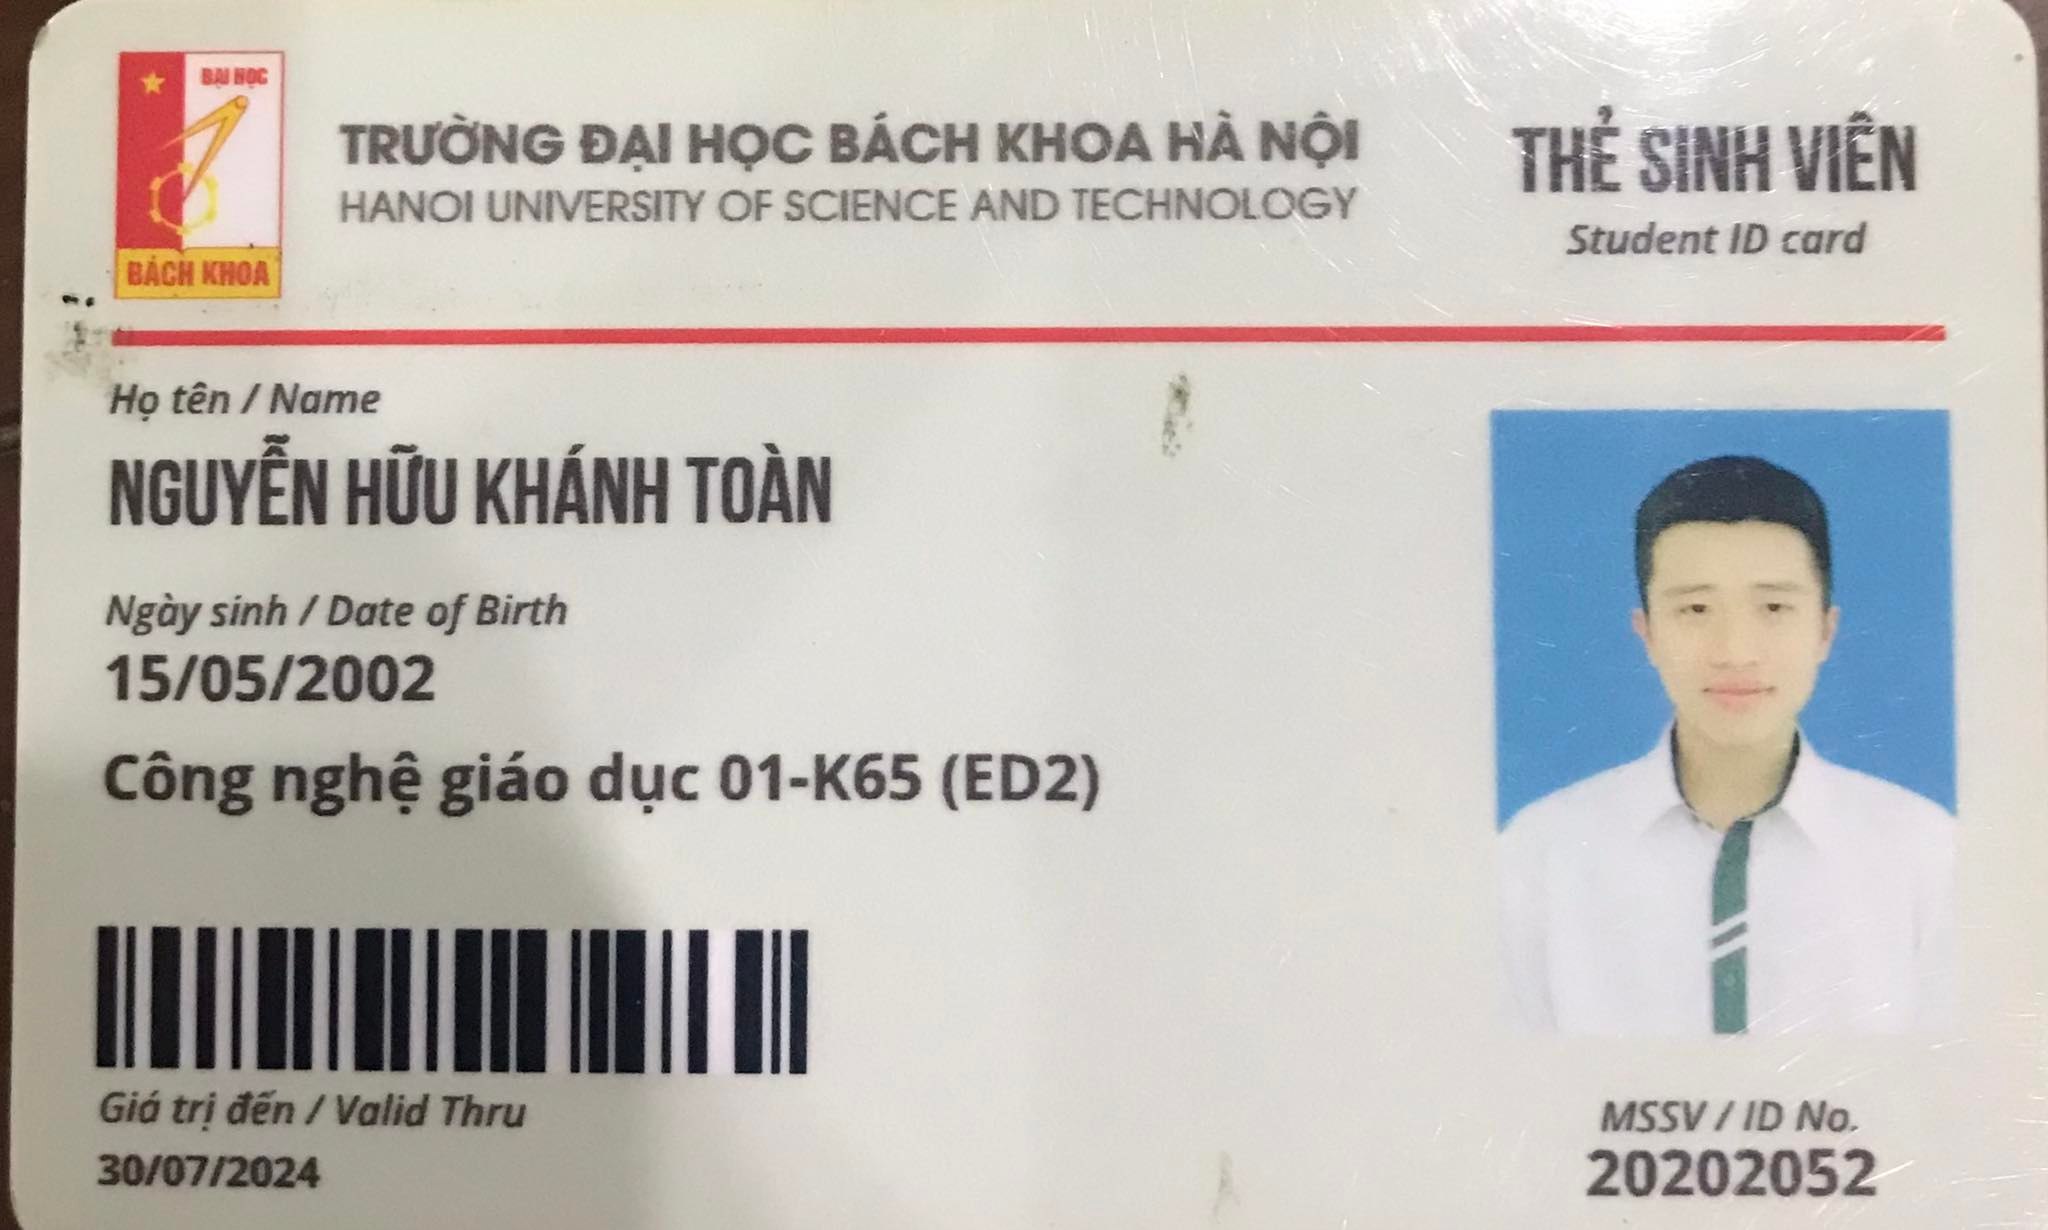 ĐẠI HỌC
BÁCH KHOA
TRƯỜNG ĐẠI HỌC BÁCH KHOA HÀ NỘI
HANOI UNIVERSITY OF SCIENCE AND TECHNOLOGY
THẺ SINH VIÊN
Student ID card
Họ tên / Name
NGUYỄN HỮU KHÁNH TOÀN
Ngày sinh / Date of Birth
15/05/2002
Công nghệ giáo dục 01-K65 (ED2)
Giá trị đến / Valid Thru
30/07/2024
MSSV / ID No.
20202052